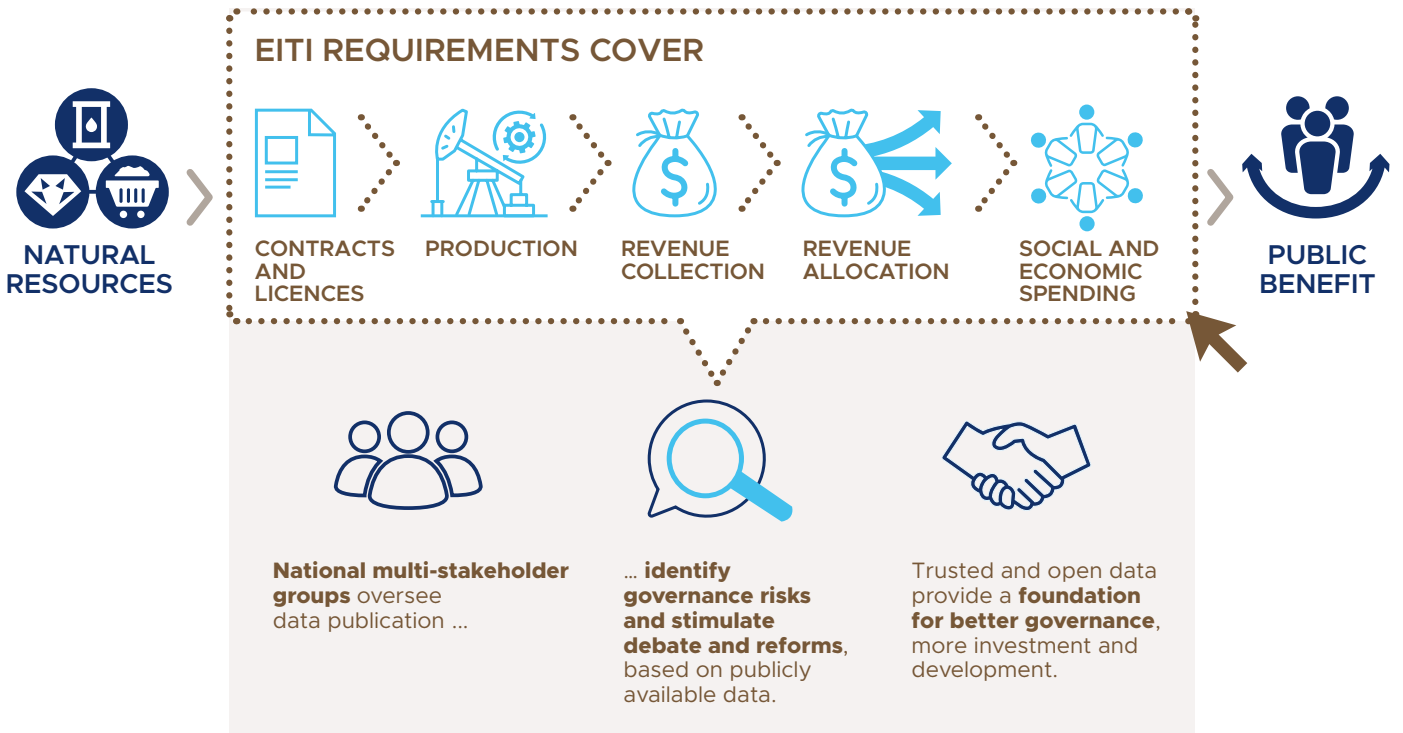 EITI REQUIREMENTS COVER
NATURAL
RESOURCES
CONTRACTS
AND
LICENCES
PRODUCTION
REVENUE
COLLECTION
REVENUE
ALLOCATION
SOCIAL AND
ECONOMIC
SPENDING
PUBLIC
BENEFIT
National multi-stakeholder
groups oversee
data publication ...
... identify
governance risks
and stimulate
debate and reforms,
based on publicly
available data.
Trusted and open data
provide a foundation
for better governance,
more investment and
development.